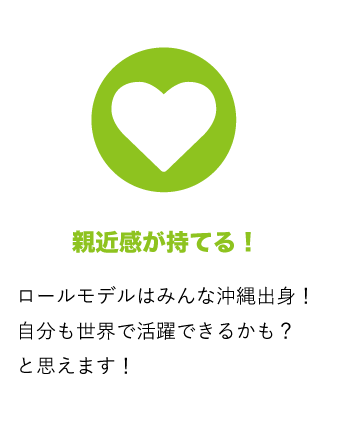 親近感が持てる！
ロールモデルはみんな沖縄出身！
自分も世界で活躍できるかも？
と思えます！